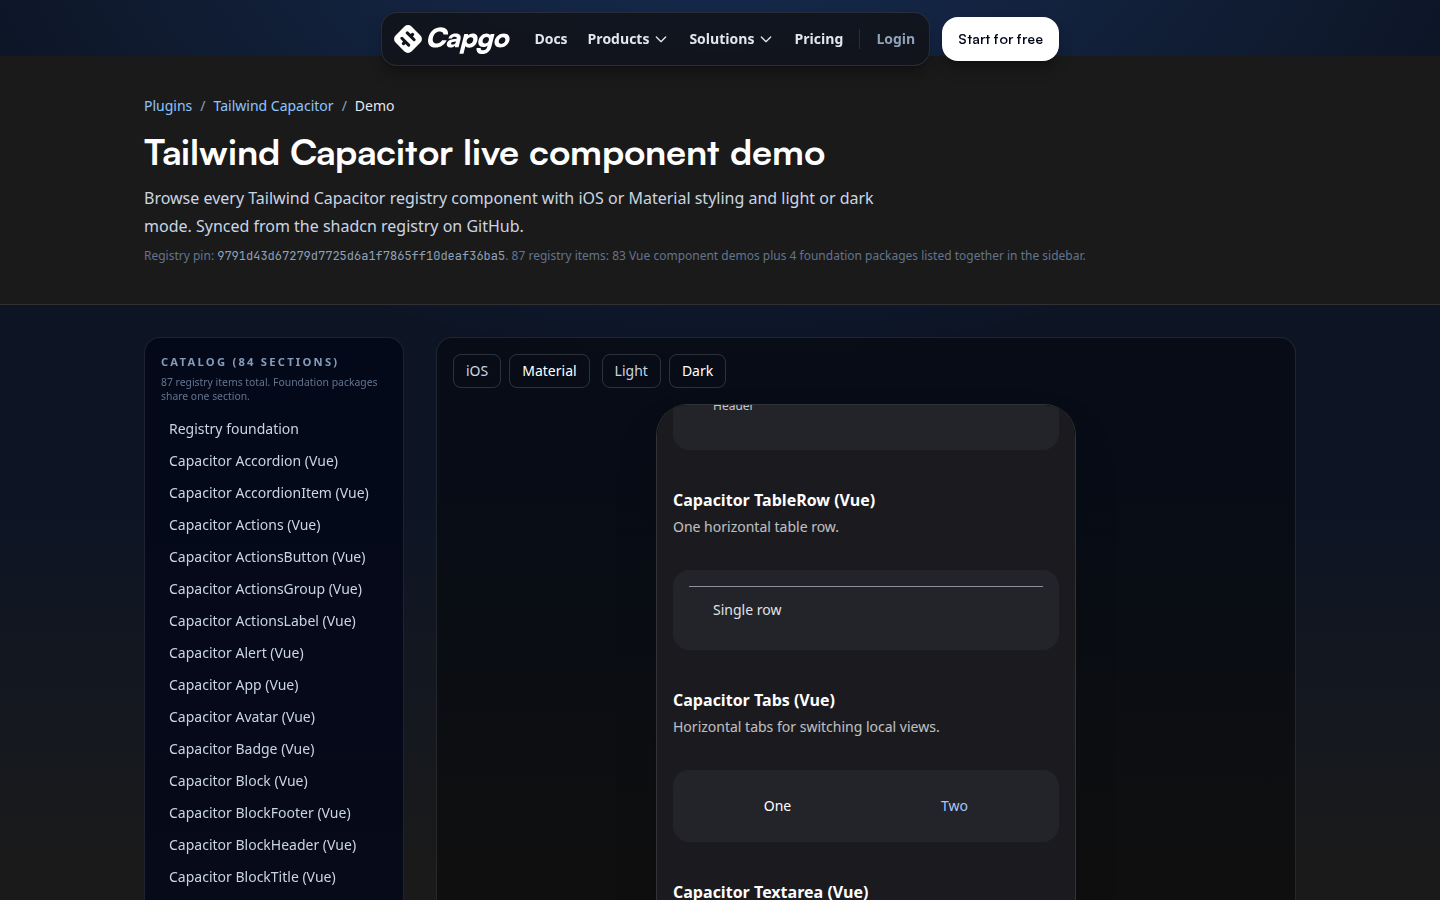 Capgo
Docs
Products
Solutions
Pricing
Login
Start for free
Plugins / Tailwind Capacitor / Demo
Tailwind Capacitor live component demo
Browse every Tailwind Capacitor registry component with iOS or Material styling and light or dark
mode. Synced from the shadcn registry on GitHub.
Registry pin: 9791d43d67279d7725d6a1f7865ff10deaf36ba5. 87 registry items: 83 Vue component demos plus 4 foundation packages listed together in the sidebar.
CATALOG (84 SECTIONS)
87 registry items total. Foundation packages
share one section.
Registry foundation
Capacitor Accordion (Vue)
Capacitor AccordionItem (Vue)
Capacitor Actions (Vue)
Capacitor ActionsButton (Vue)
Capacitor ActionsGroup (Vue)
Capacitor ActionsLabel (Vue)
Capacitor Alert (Vue)
Capacitor App (Vue)
Capacitor Avatar (Vue)
Capacitor Badge (Vue)
Capacitor Block (Vue)
Capacitor BlockFooter (Vue)
Capacitor BlockHeader (Vue)
Capacitor BlockTitle (Vue)
iOS
Material
Light
Dark
Header
Capacitor TableRow (Vue)
One horizontal table row.
Single row
Capacitor Tabs (Vue)
Horizontal tabs for switching local views.
One
Two
Capacitor Textarea (Vue)